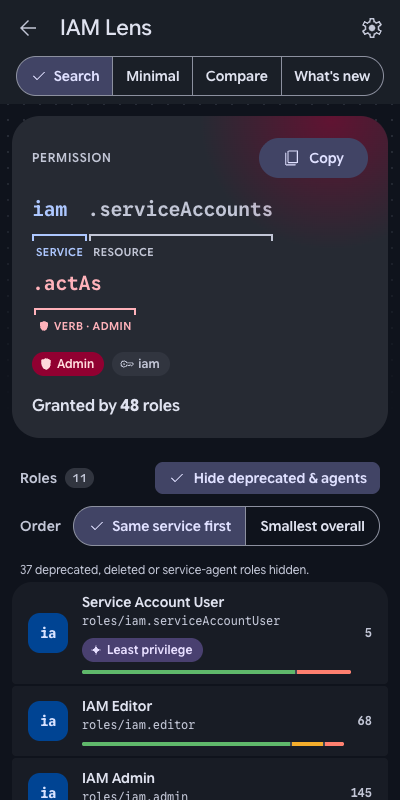 IAM Lens
Search Minimal Compare What's new
PERMISSION
Copy
iam .serviceAccounts
SERVICE RESOURCE
.actAs
VERB · ADMIN
Admin iam
Granted by 48 roles
Roles 11 Hide deprecated & agents
Order Same service first Smallest overall
37 deprecated, deleted or service-agent roles hidden.
Service Account User
ia roles/iam.serviceAccountUser 5
Least privilege
IAM Editor
ia roles/iam.editor 68
IAM Admin
ia roles/iam.admin 145